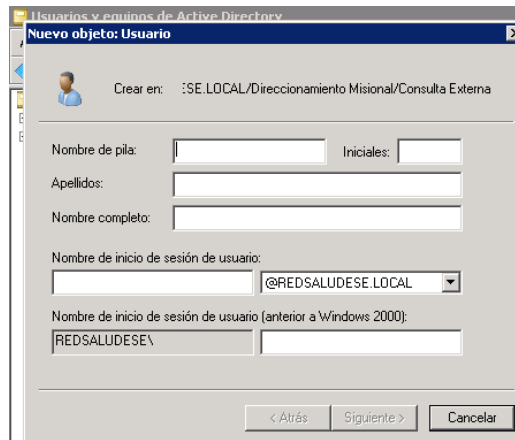 Usuarios y equipos de Active Directory
Nuevo objeto: Usuario
Crear en: :SE.LOCAL/Direccionamiento Misional/Consulta Externa
Nombre de pila: Iniciales:
Apellidos:
Nombre completo:
Nombre de inicio de sesión de usuario:
@REDSALUDESE.LOCAL
Nombre de inicio de sesión de usuario (anterior a Windows 2000):
REDSALUDESE\
< Atrás Siguiente > Cancelar